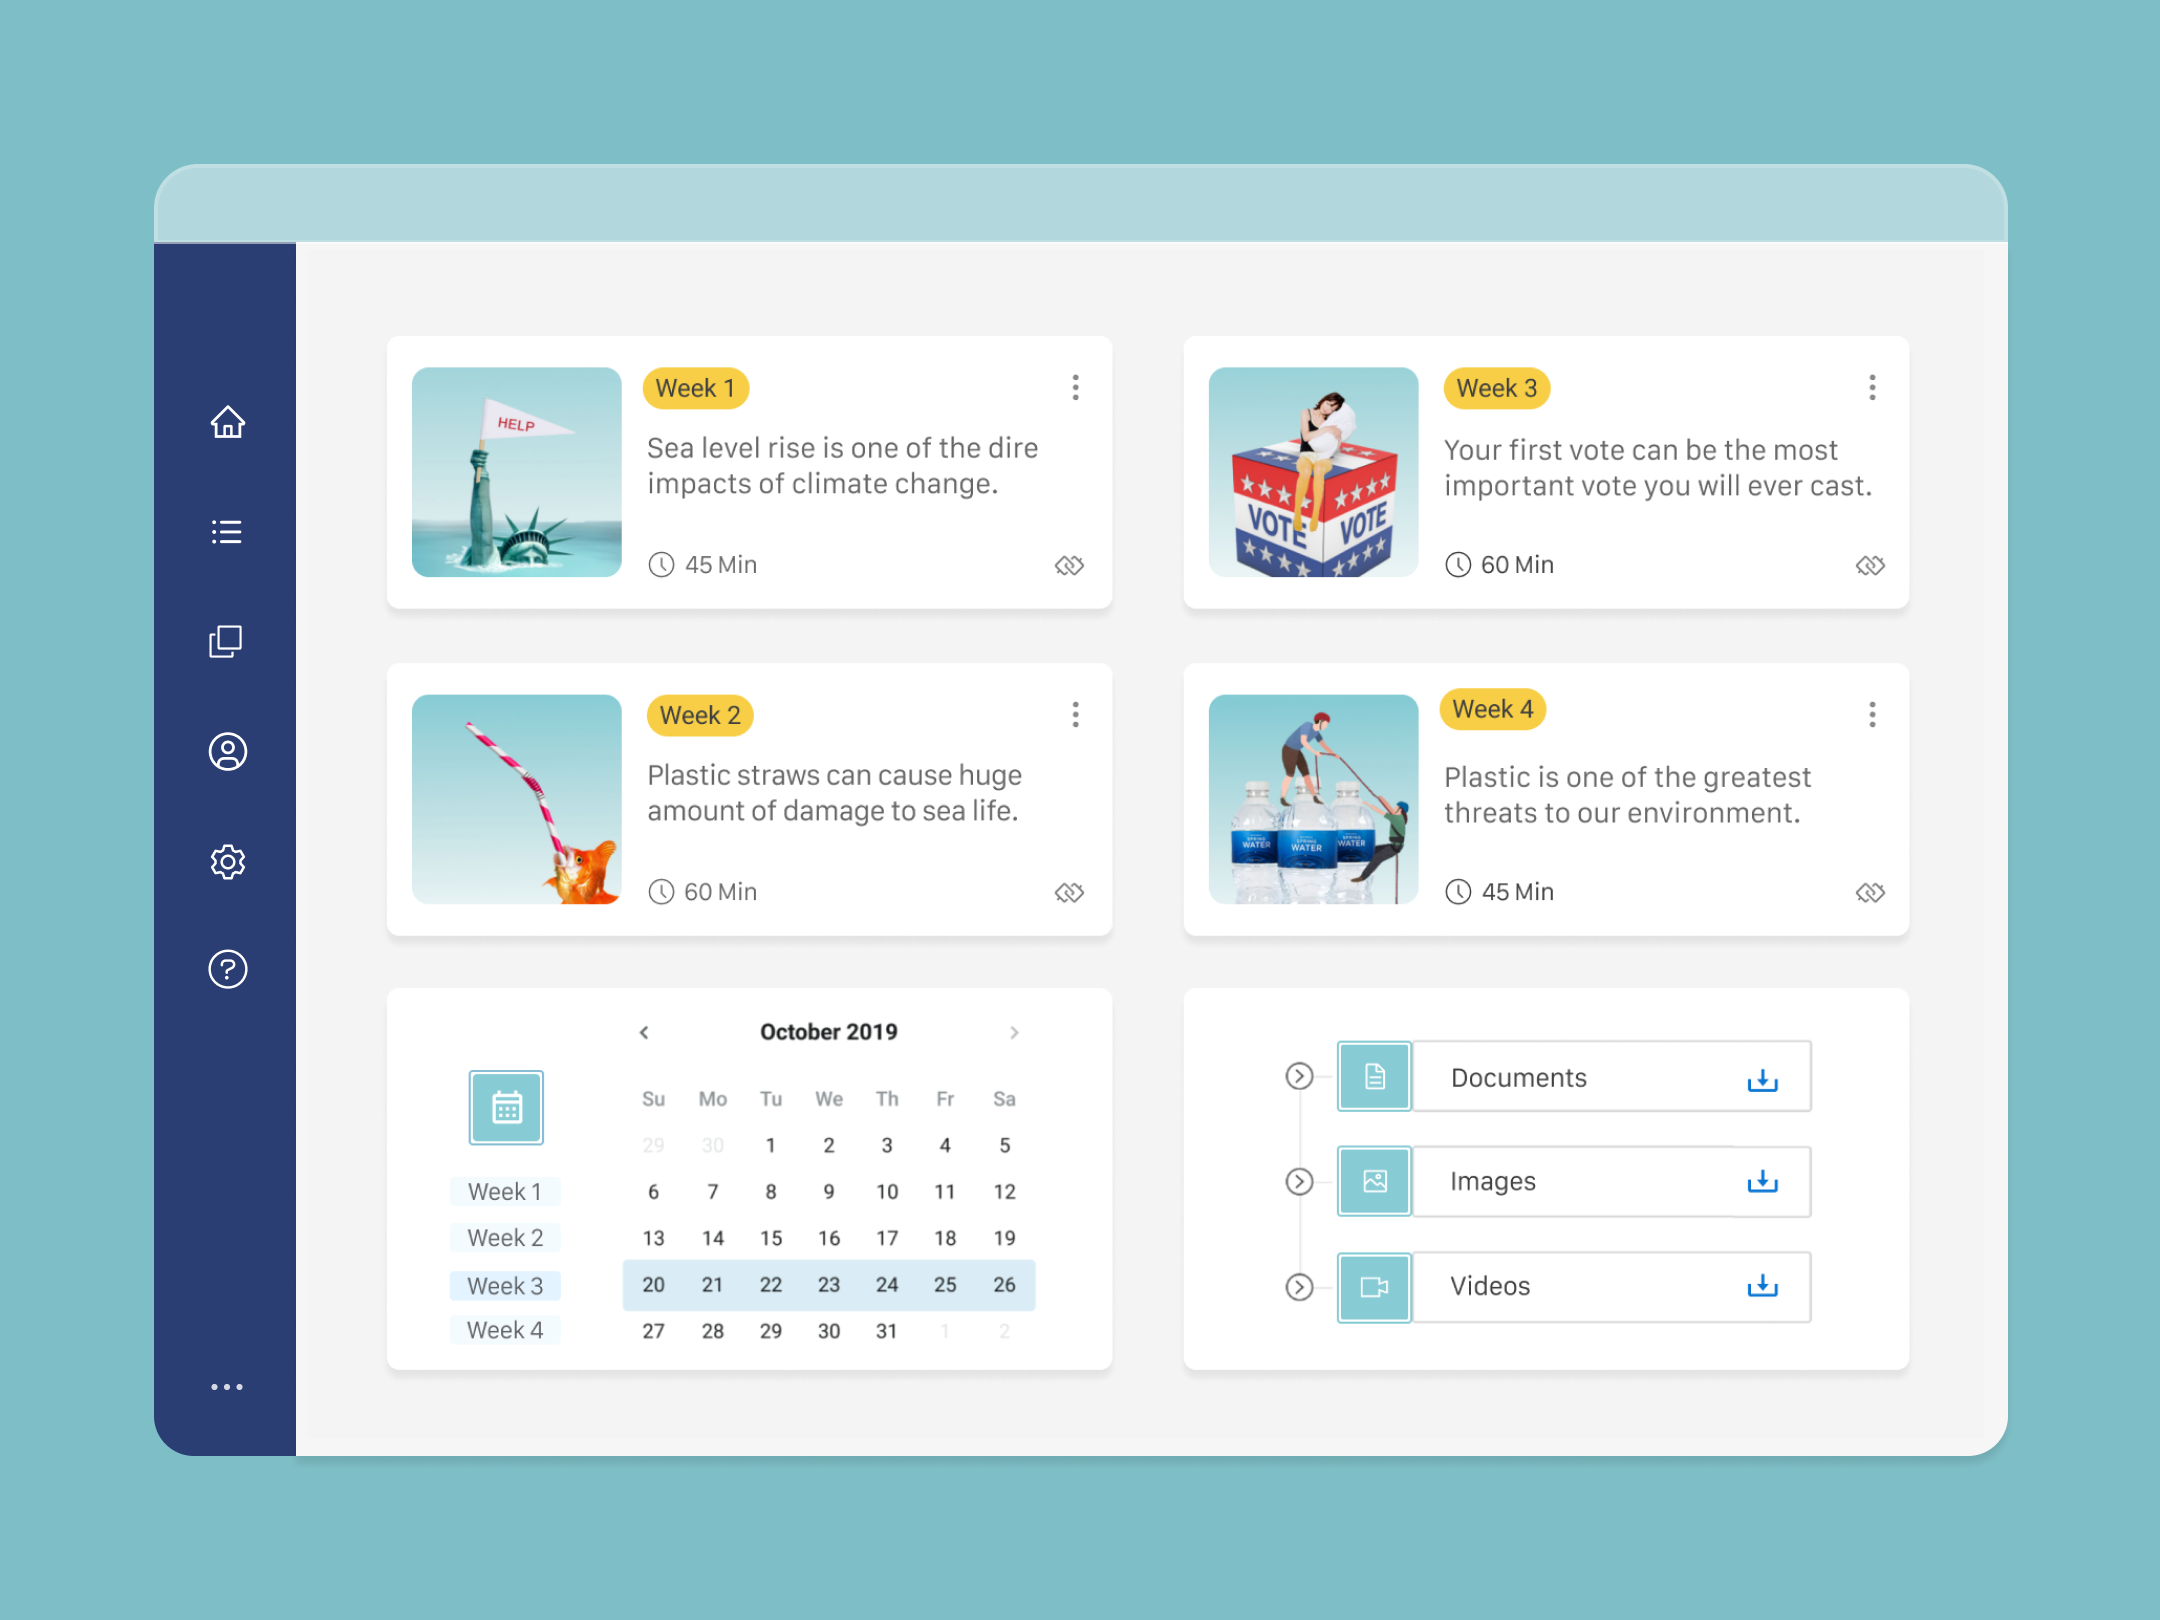 Week 1
HELP
Sea level rise is one of the dire
impacts of climate change.
45 Min
Week 3
Your first vote can be the most
important vote you will ever cast.
VOTE VOTE
60 Min
Week 2
Plastic straws can cause huge
amount of damage to sea life.
60 Min
Week 4
Plastic is one of the greatest
threats to our environment.
SPRING WATER
SPRING WATER
SPRING WATER
45 Min
October 2019
Su Mo Tu We Th Fr Sa
29 30 1 2 3 4 5
6 7 8 9 10 11 12
13 14 15 16 17 18 19
20 21 22 23 24 25 26
27 28 29 30 31 1 2
Week 1
Week 2
Week 3
Week 4
Documents
Images
Videos